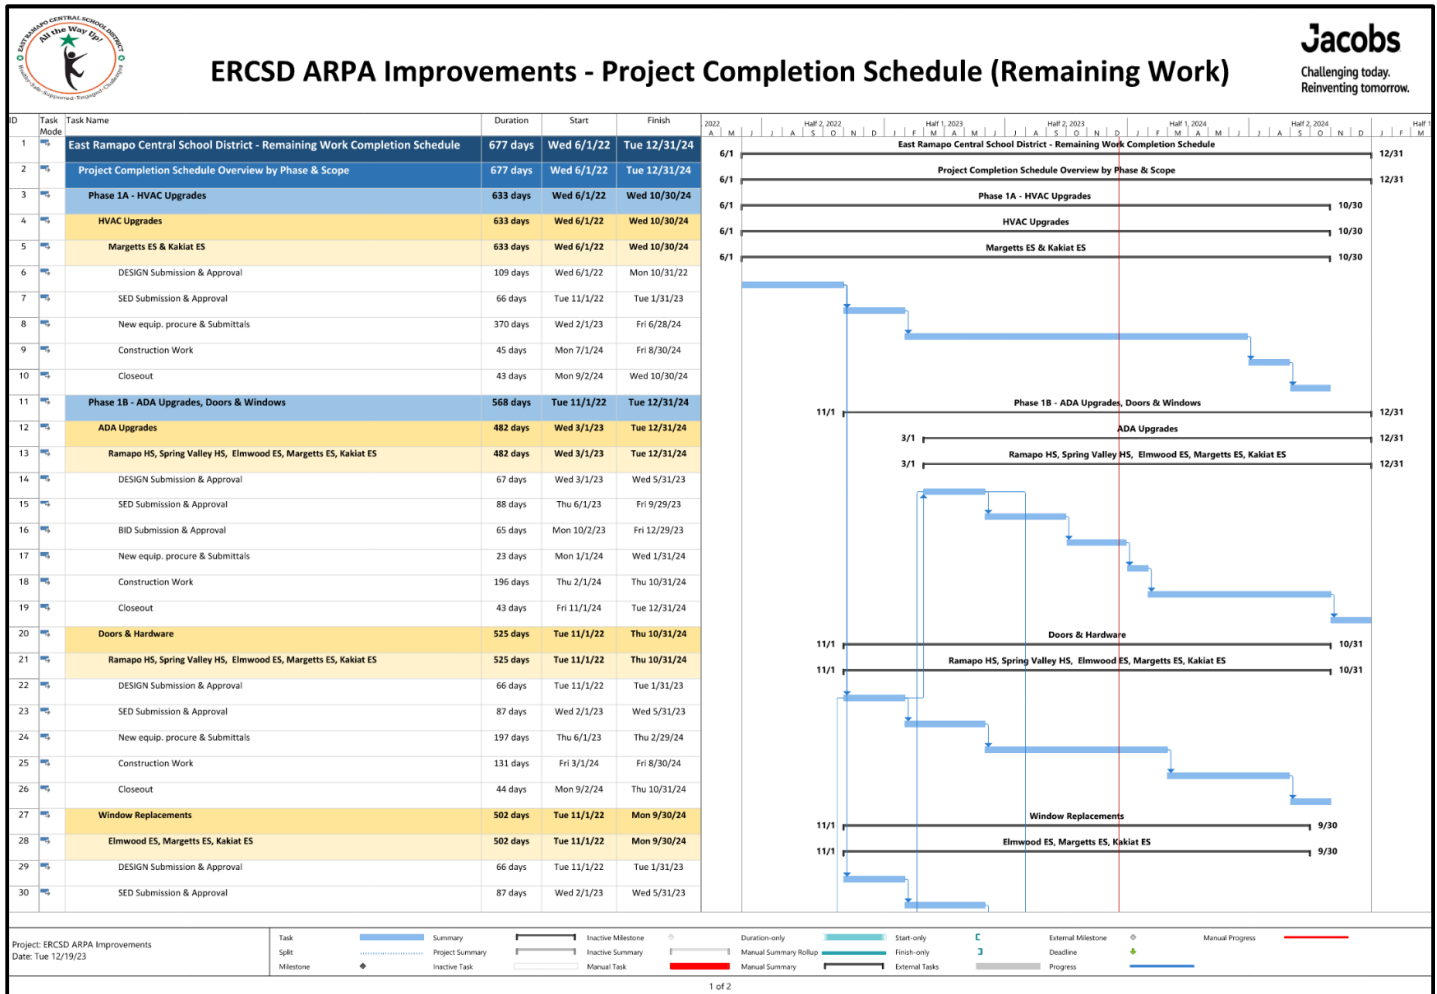 EAST RAMAPO CENTRAL SCHOOL DISTRICT
All the Way Up!
Healthy-Safe-Supported-Engaged-Challenged
Jacobs
Challenging today.
Reinventing tomorrow.
ERCSD ARPA Improvements - Project Completion Schedule (Remaining Work)
ID Task Mode Task Name Duration Start Finish
2022 Half 2, 2022 Half 1, 2023 Half 2, 2023 Half 1, 2024 Half 2, 2024 Half 1
A M J J A S O N D J F M A M J J A S O N D J F M A M J J A S O N D J F M
1 East Ramapo Central School District - Remaining Work Completion Schedule 677 days Wed 6/1/22 Tue 12/31/24 6/1 East Ramapo Central School District - Remaining Work Completion Schedule 12/31
2 Project Completion Schedule Overview by Phase & Scope 677 days Wed 6/1/22 Tue 12/31/24 6/1 Project Completion Schedule Overview by Phase & Scope 12/31
3 Phase 1A - HVAC Upgrades 633 days Wed 6/1/22 Wed 10/30/24 6/1 Phase 1A - HVAC Upgrades 10/30
4 HVAC Upgrades 633 days Wed 6/1/22 Wed 10/30/24 6/1 HVAC Upgrades 10/30
5 Margetts ES & Kakiat ES 633 days Wed 6/1/22 Wed 10/30/24 6/1 Margetts ES & Kakiat ES 10/30
6 DESIGN Submission & Approval 109 days Wed 6/1/22 Mon 10/31/22
7 SED Submission & Approval 66 days Tue 11/1/22 Tue 1/31/23
8 New equip. procure & Submittals 370 days Wed 2/1/23 Fri 6/28/24
9 Construction Work 45 days Mon 7/1/24 Fri 8/30/24
10 Closeout 43 days Mon 9/2/24 Wed 10/30/24
11 Phase 1B - ADA Upgrades, Doors & Windows 568 days Tue 11/1/22 Tue 12/31/24 11/1 Phase 1B - ADA Upgrades, Doors & Windows 12/31
12 ADA Upgrades 482 days Wed 3/1/23 Tue 12/31/24 3/1 ADA Upgrades 12/31
13 Ramapo HS, Spring Valley HS, Elmwood ES, Margetts ES, Kakiat ES 482 days Wed 3/1/23 Tue 12/31/24 3/1 Ramapo HS, Spring Valley HS, Elmwood ES, Margetts ES, Kakiat ES 12/31
14 DESIGN Submission & Approval 67 days Wed 3/1/23 Wed 5/31/23
15 SED Submission & Approval 88 days Thu 6/1/23 Fri 9/29/23
16 BID Submission & Approval 65 days Mon 10/2/23 Fri 12/29/23
17 New equip. procure & Submittals 23 days Mon 1/1/24 Wed 1/31/24
18 Construction Work 196 days Thu 2/1/24 Thu 10/31/24
19 Closeout 43 days Fri 11/1/24 Tue 12/31/24
20 Doors & Hardware 525 days Tue 11/1/22 Thu 10/31/24 11/1 Doors & Hardware 10/31
21 Ramapo HS, Spring Valley HS, Elmwood ES, Margetts ES, Kakiat ES 525 days Tue 11/1/22 Thu 10/31/24 11/1 Ramapo HS, Spring Valley HS, Elmwood ES, Margetts ES, Kakiat ES 10/31
22 DESIGN Submission & Approval 66 days Tue 11/1/22 Tue 1/31/23
23 SED Submission & Approval 87 days Wed 2/1/23 Wed 5/31/23
24 New equip. procure & Submittals 197 days Thu 6/1/23 Thu 2/29/24
25 Construction Work 131 days Fri 3/1/24 Fri 8/30/24
26 Closeout 44 days Mon 9/2/24 Thu 10/31/24
27 Window Replacements 502 days Tue 11/1/22 Mon 9/30/24 11/1 Window Replacements 9/30
28 Elmwood ES, Margetts ES, Kakiat ES 502 days Tue 11/1/22 Mon 9/30/24 11/1 Elmwood ES, Margetts ES, Kakiat ES 9/30
29 DESIGN Submission & Approval 66 days Tue 11/1/22 Tue 1/31/23
30 SED Submission & Approval 87 days Wed 2/1/23 Wed 5/31/23
Project: ERCSD ARPA Improvements
Date: Tue 12/19/23
Task Summary Inactive Milestone Duration-only Start-only External Milestone Manual Progress
Split Project Summary Inactive Summary Manual Summary Rollup Finish-only Deadline
Milestone Inactive Task Manual Task Manual Summary External Tasks Progress
1 of 2